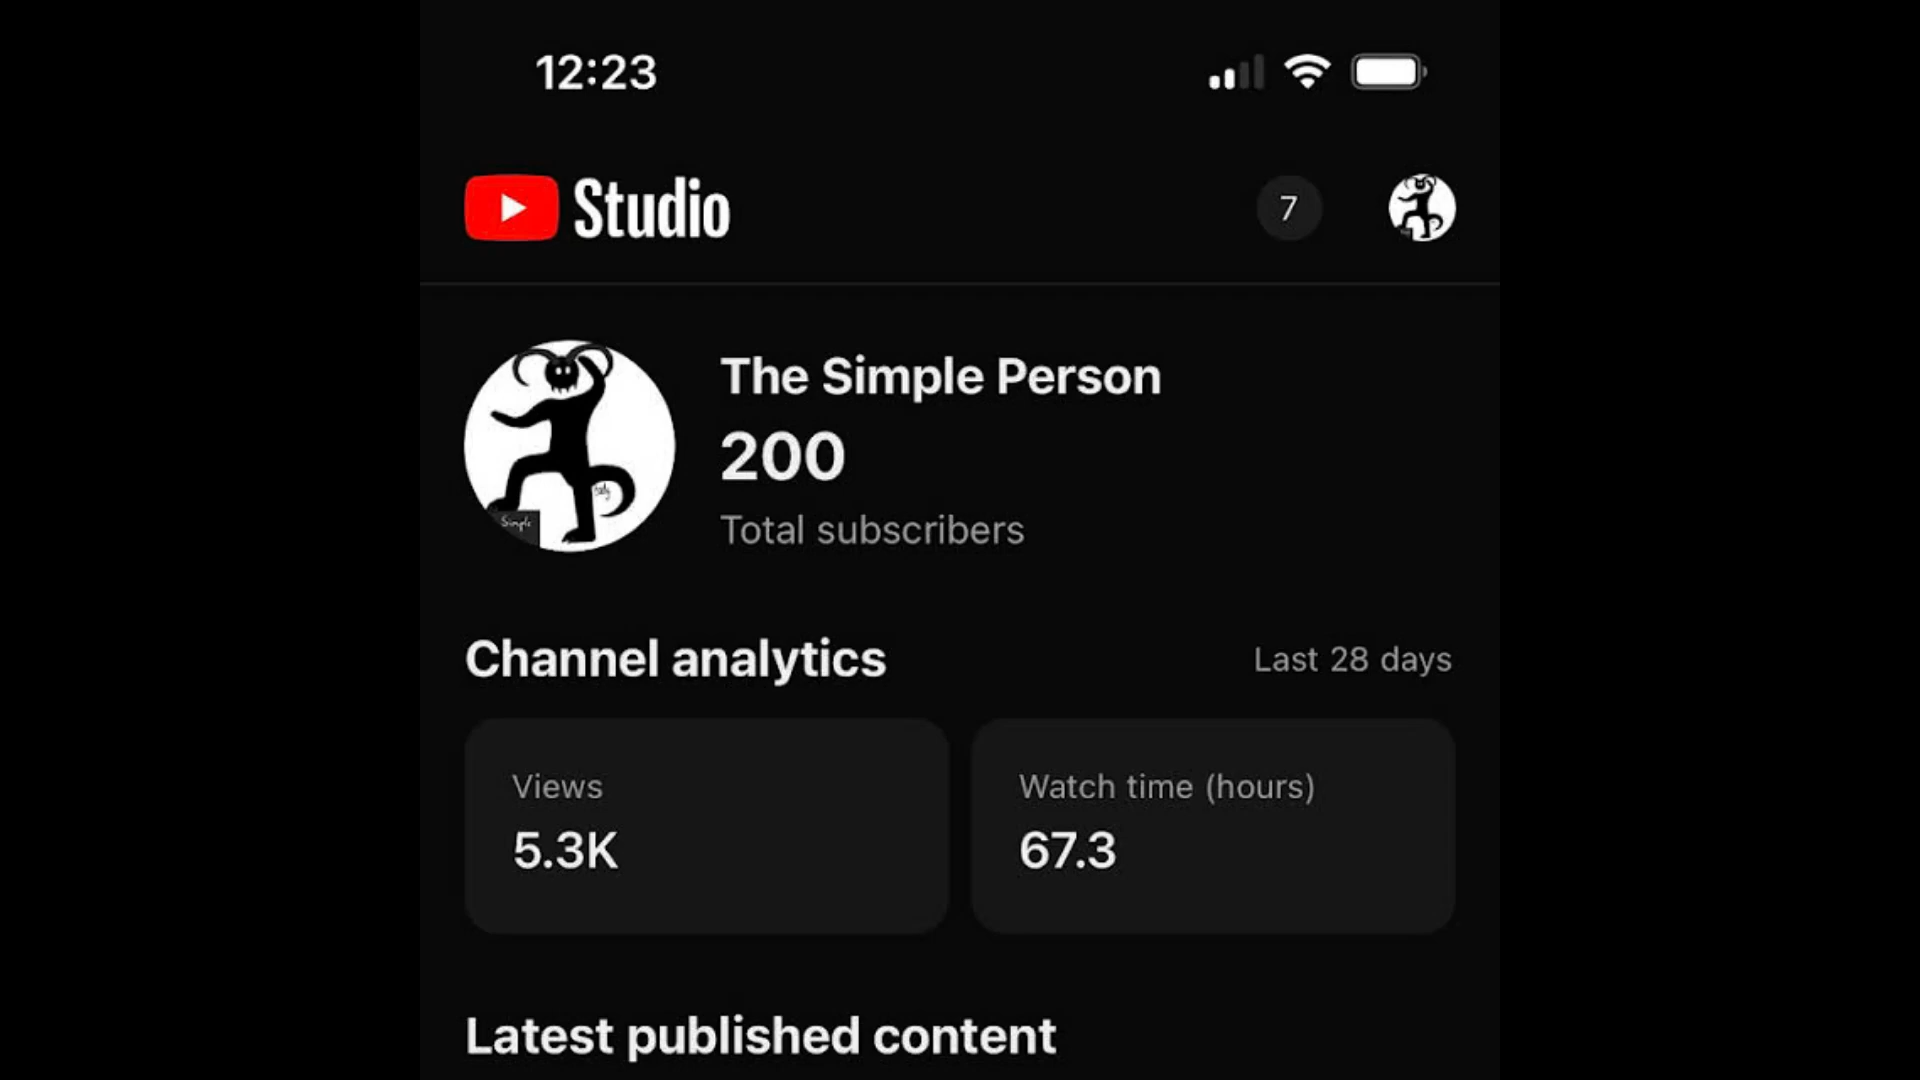 12:23
Studio
7
The Simple Person
200
Total subscribers
Simple
Channel analytics
Last 28 days
Views
5.3K
Watch time (hours)
67.3
Latest published content